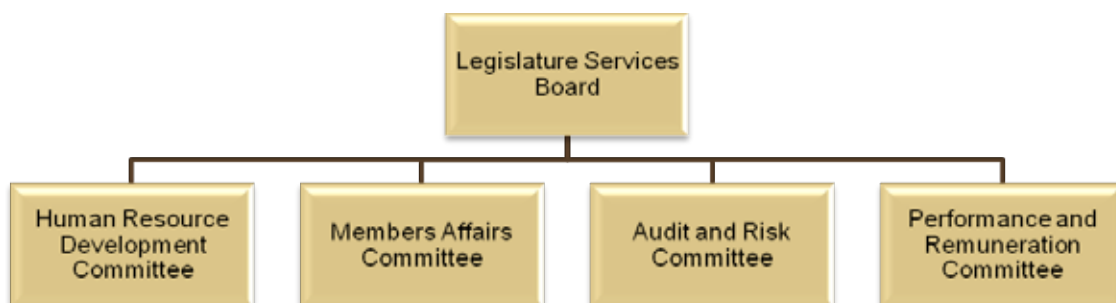 Legislature Services
Board
Human Resource
Development
Committee
Members Affairs
Committee
Audit and Risk
Committee
Performance and
Remuneration
Committee